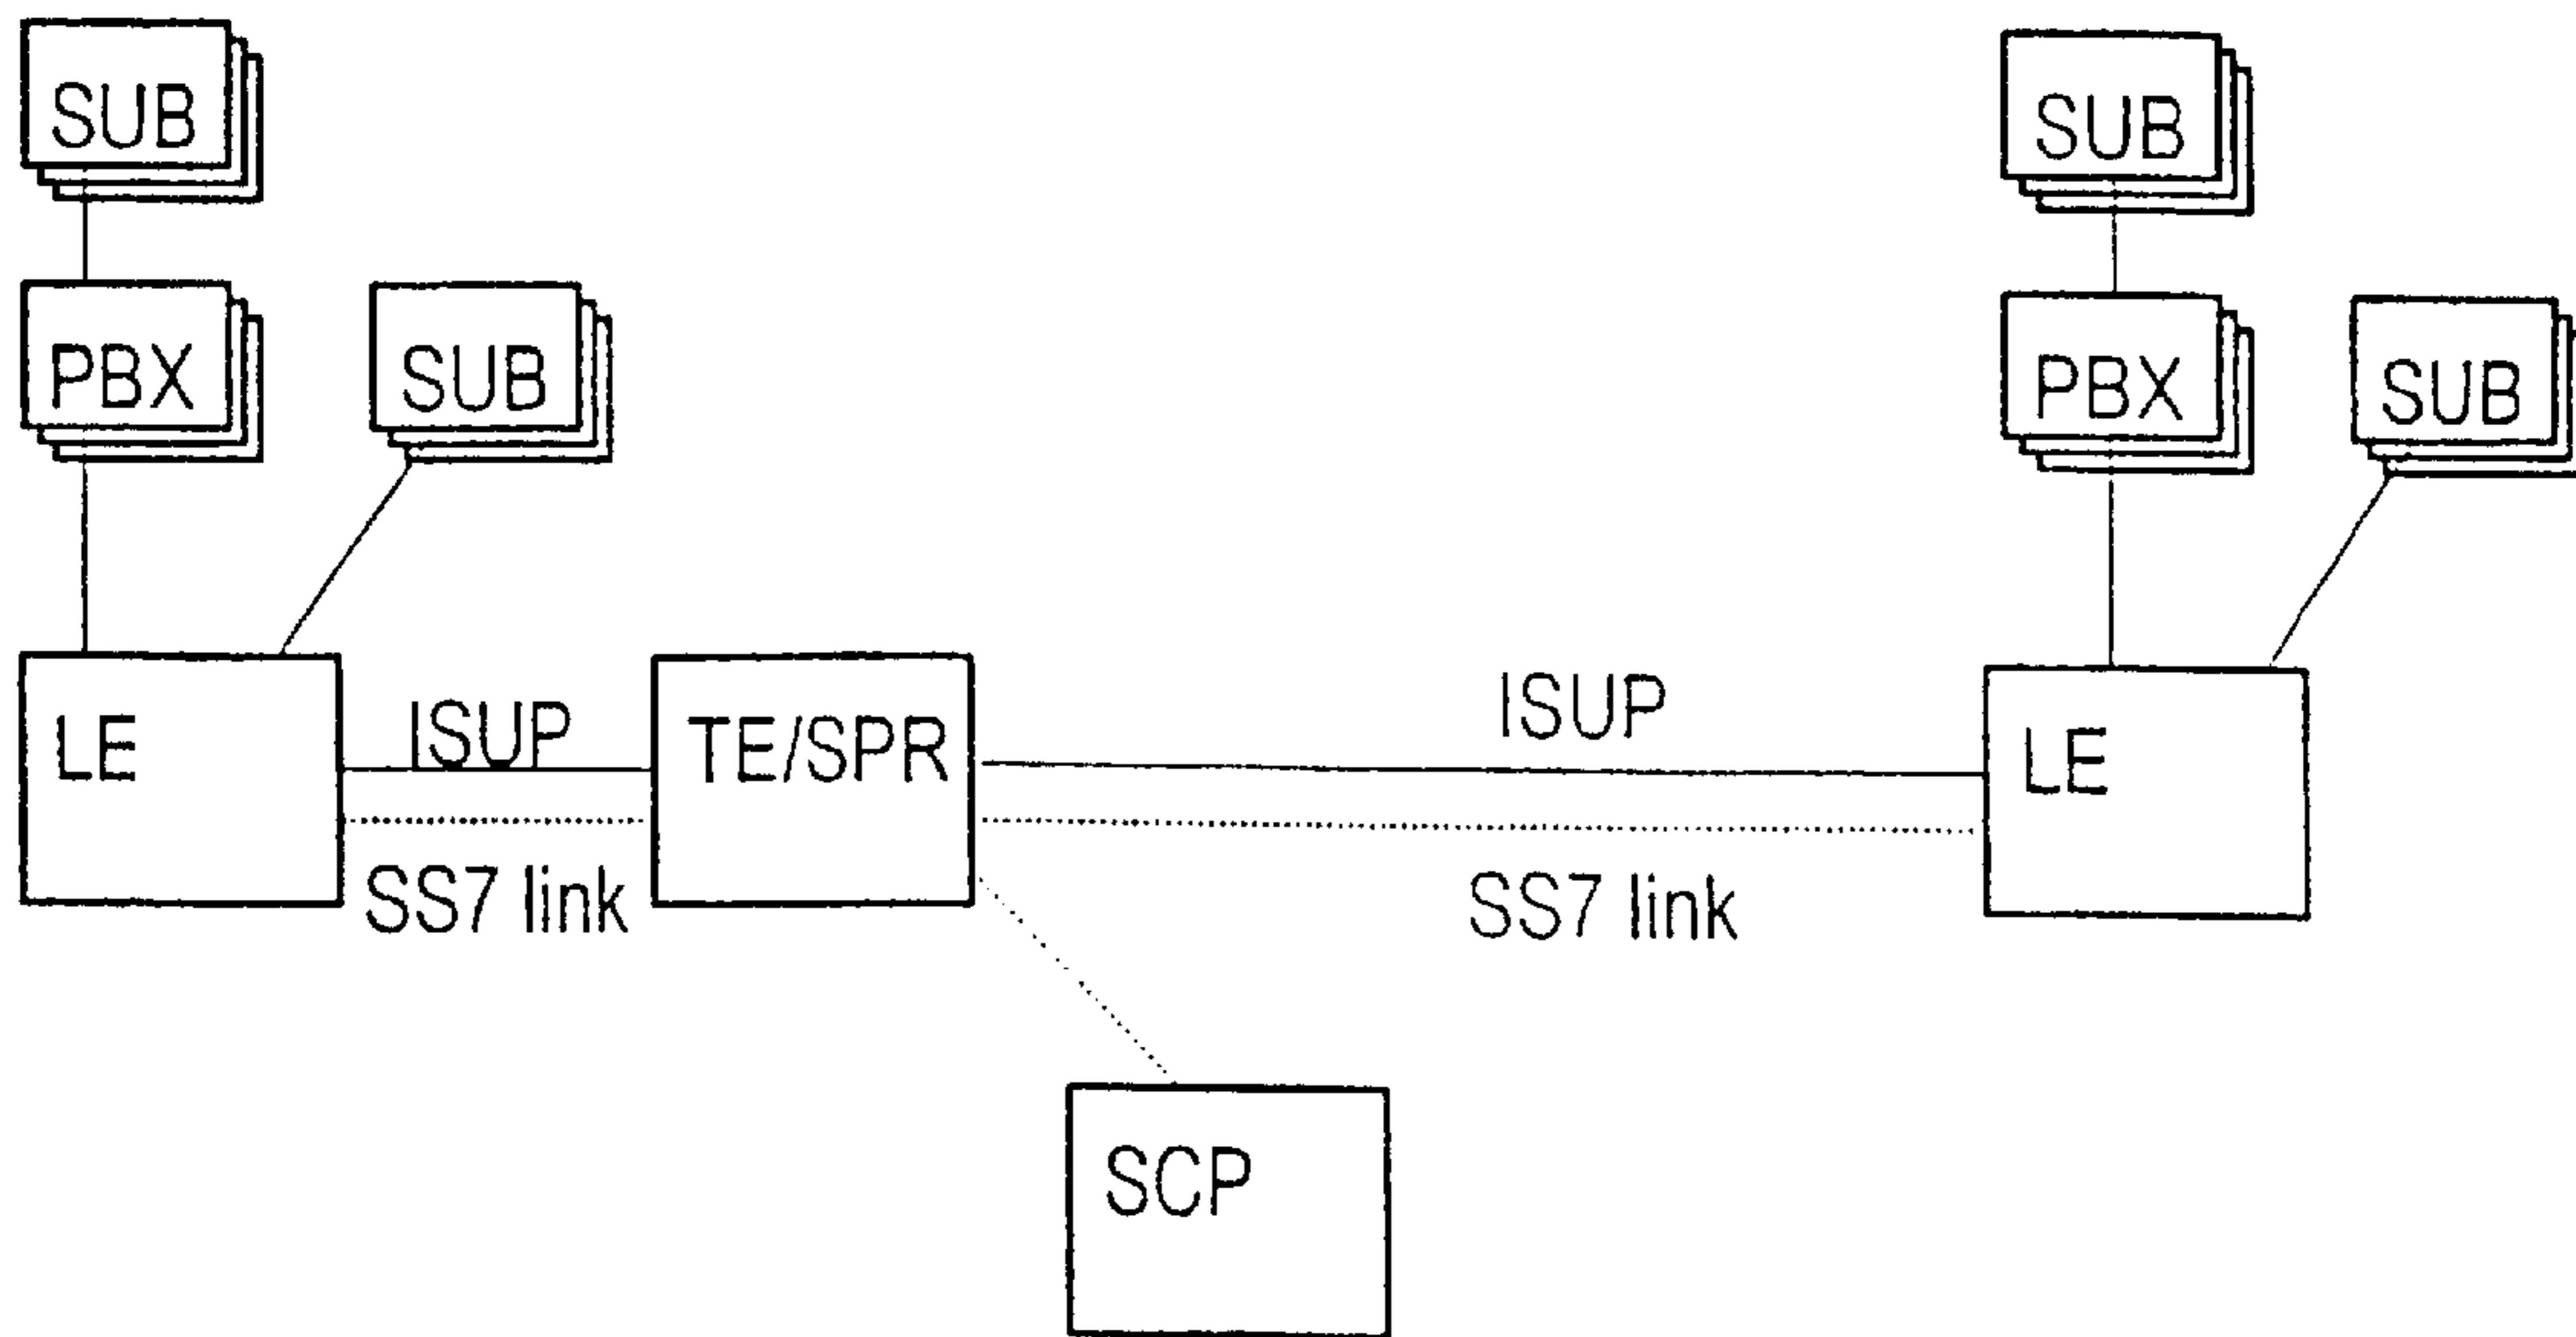 SUB
SUB
PBX
SUB
PBX
SUB
LE
ISUP
TE/SPR
ISUP
LE
SS7 link
SS7 link
SCP